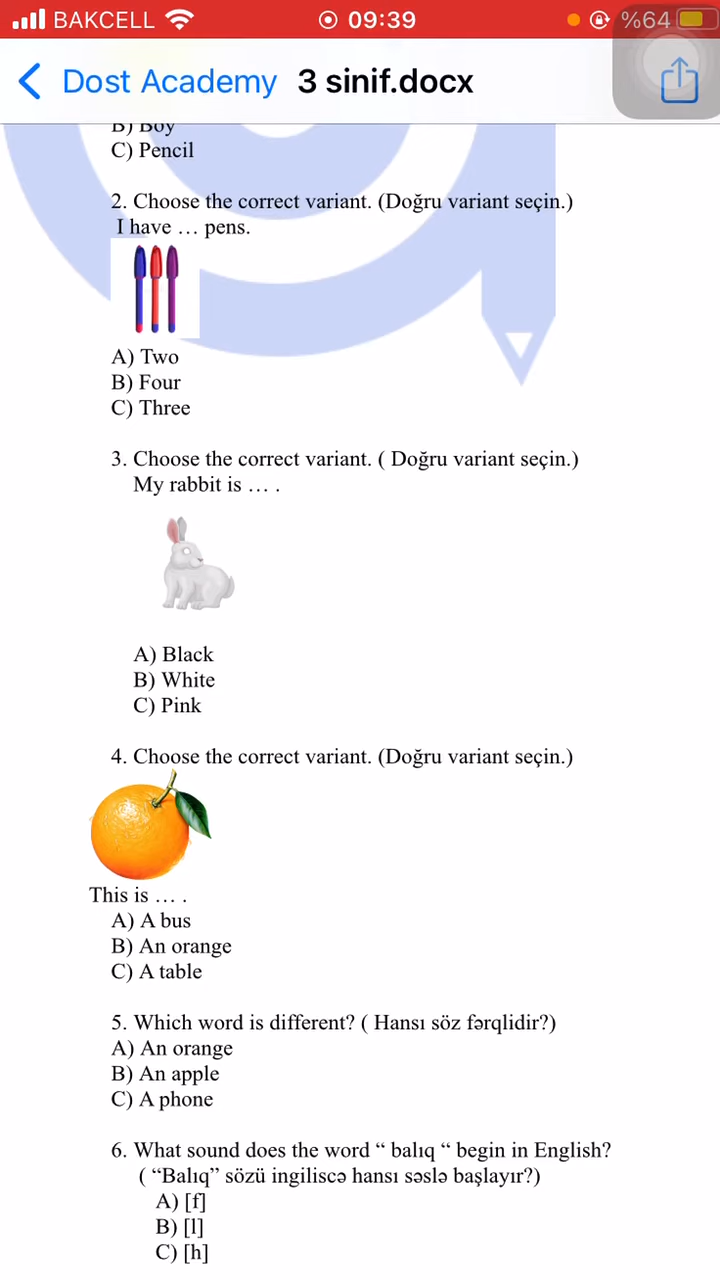 BAKCELL 09:39 %64
Dost Academy 3 sinif.docx
B) Boy
C) Pencil
2. Choose the correct variant. (Doğru variant seçin.)
I have … pens.
A) Two
B) Four
C) Three
3. Choose the correct variant. ( Doğru variant seçin.)
My rabbit is … .
A) Black
B) White
C) Pink
4. Choose the correct variant. (Doğru variant seçin.)
This is … .
A) A bus
B) An orange
C) A table
5. Which word is different? ( Hansı söz fərqlidir?)
A) An orange
B) An apple
C) A phone
6. What sound does the word “ balıq “ begin in English?
( “Balıq” sözü ingiliscə hansı səslə başlayır?)
A) [f]
B) [l]
C) [h]